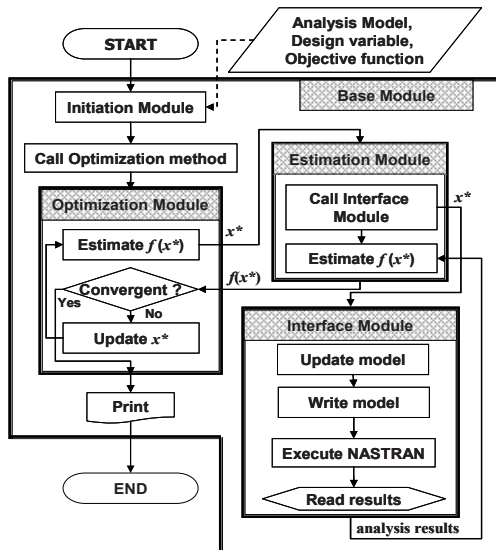 START
Analysis Model,
Design variable,
Objective function
Base Module
Initiation Module
Call Optimization method
Optimization Module
Estimate f(x*)
x*
Convergent ?
Yes
No
Update x*
Print
END
Estimation Module
Call Interface
Module
x*
Estimate f(x*)
f(x*)
Interface Module
Update model
Write model
Execute NASTRAN
Read results
analysis results